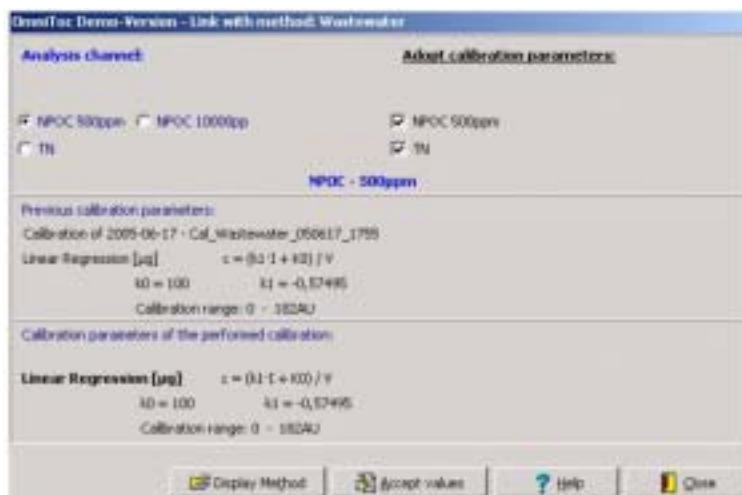 OmniToc Demo-Version - Link with method: Wastewater
Analysis channel: Adopt calibration parameters:
NPOC 500ppm NPOC 10000pp NPOC 500ppm
TN TN
NPOC - 500ppm
Previous calibration parameters:
Calibration of 2005-06-17 - Cal_Wastewater_050617_1755
Linear Regression [µg] c = (k1·I + K0) / V
k0 = 100 k1 = -0,57495
Calibration range: 0 - 182AU
Calibration parameters of the performed calibration:
Linear Regression [µg] c = (k1·I + K0) / V
k0 = 100 k1 = -0,57495
Calibration range: 0 - 182AU
Display Method Accept values Help Close